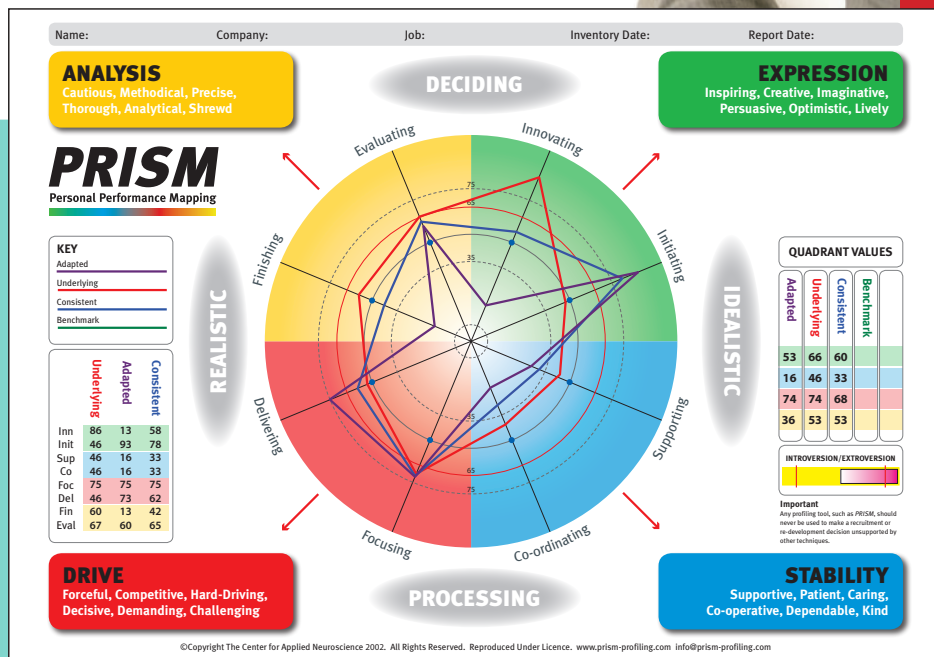 Name: Company: Job: Inventory Date: Report Date:
ANALYSIS
Cautious, Methodical, Precise,
Thorough, Analytical, Shrewd
DECIDING
EXPRESSION
Inspiring, Creative, Imaginative,
Persuasive, Optimistic, Lively
PRISM
Personal Performance Mapping
KEY
Adapted
Underlying
Consistent
Benchmark
Underlying Adapted Consistent
Inn 86 13 58
Init 46 93 78
Sup 46 16 33
Co 46 16 33
Foc 75 75 75
Del 46 73 62
Fin 60 13 42
Eval 67 60 65
REALISTIC
Evaluating
Innovating
Finishing
Initiating
Delivering
Supporting
Focusing
Co-ordinating
75
65
35
35
65
75
IDEALISTIC
QUADRANT VALUES
Adapted Underlying Consistent Benchmark
53 66 60
16 46 33
74 74 68
36 53 53
INTROVERSION/EXTROVERSION
Important
Any profiling tool, such as PRISM, should
never be used to make a recruitment or
re-development decision unsupported by
other techniques.
DRIVE
Forceful, Competitive, Hard-Driving,
Decisive, Demanding, Challenging
PROCESSING
STABILITY
Supportive, Patient, Caring,
Co-operative, Dependable, Kind
©Copyright The Center for Applied Neuroscience 2002. All Rights Reserved. Reproduced Under Licence. www.prism-profiling.com info@prism-profiling.com